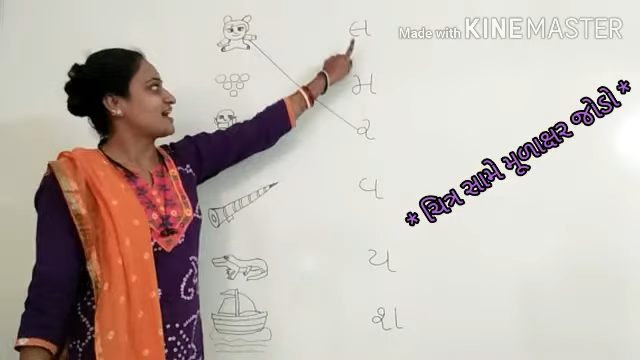 Made with KINEMASTER
લ
મ
ર
વ
ય
શ
* ચિત્ર સામે મૂળાક્ષર જોડો *